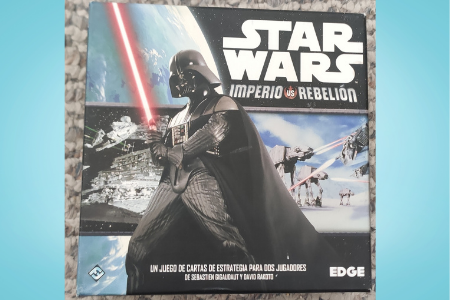 STAR
WARS
IMPERIO VS REBELIÓN
UN JUEGO DE CARTAS DE ESTRATEGIA PARA DOS JUGADORES
DE SEBASTIEN GIGAUDAUT Y DAVID RAKOTO
EDGE